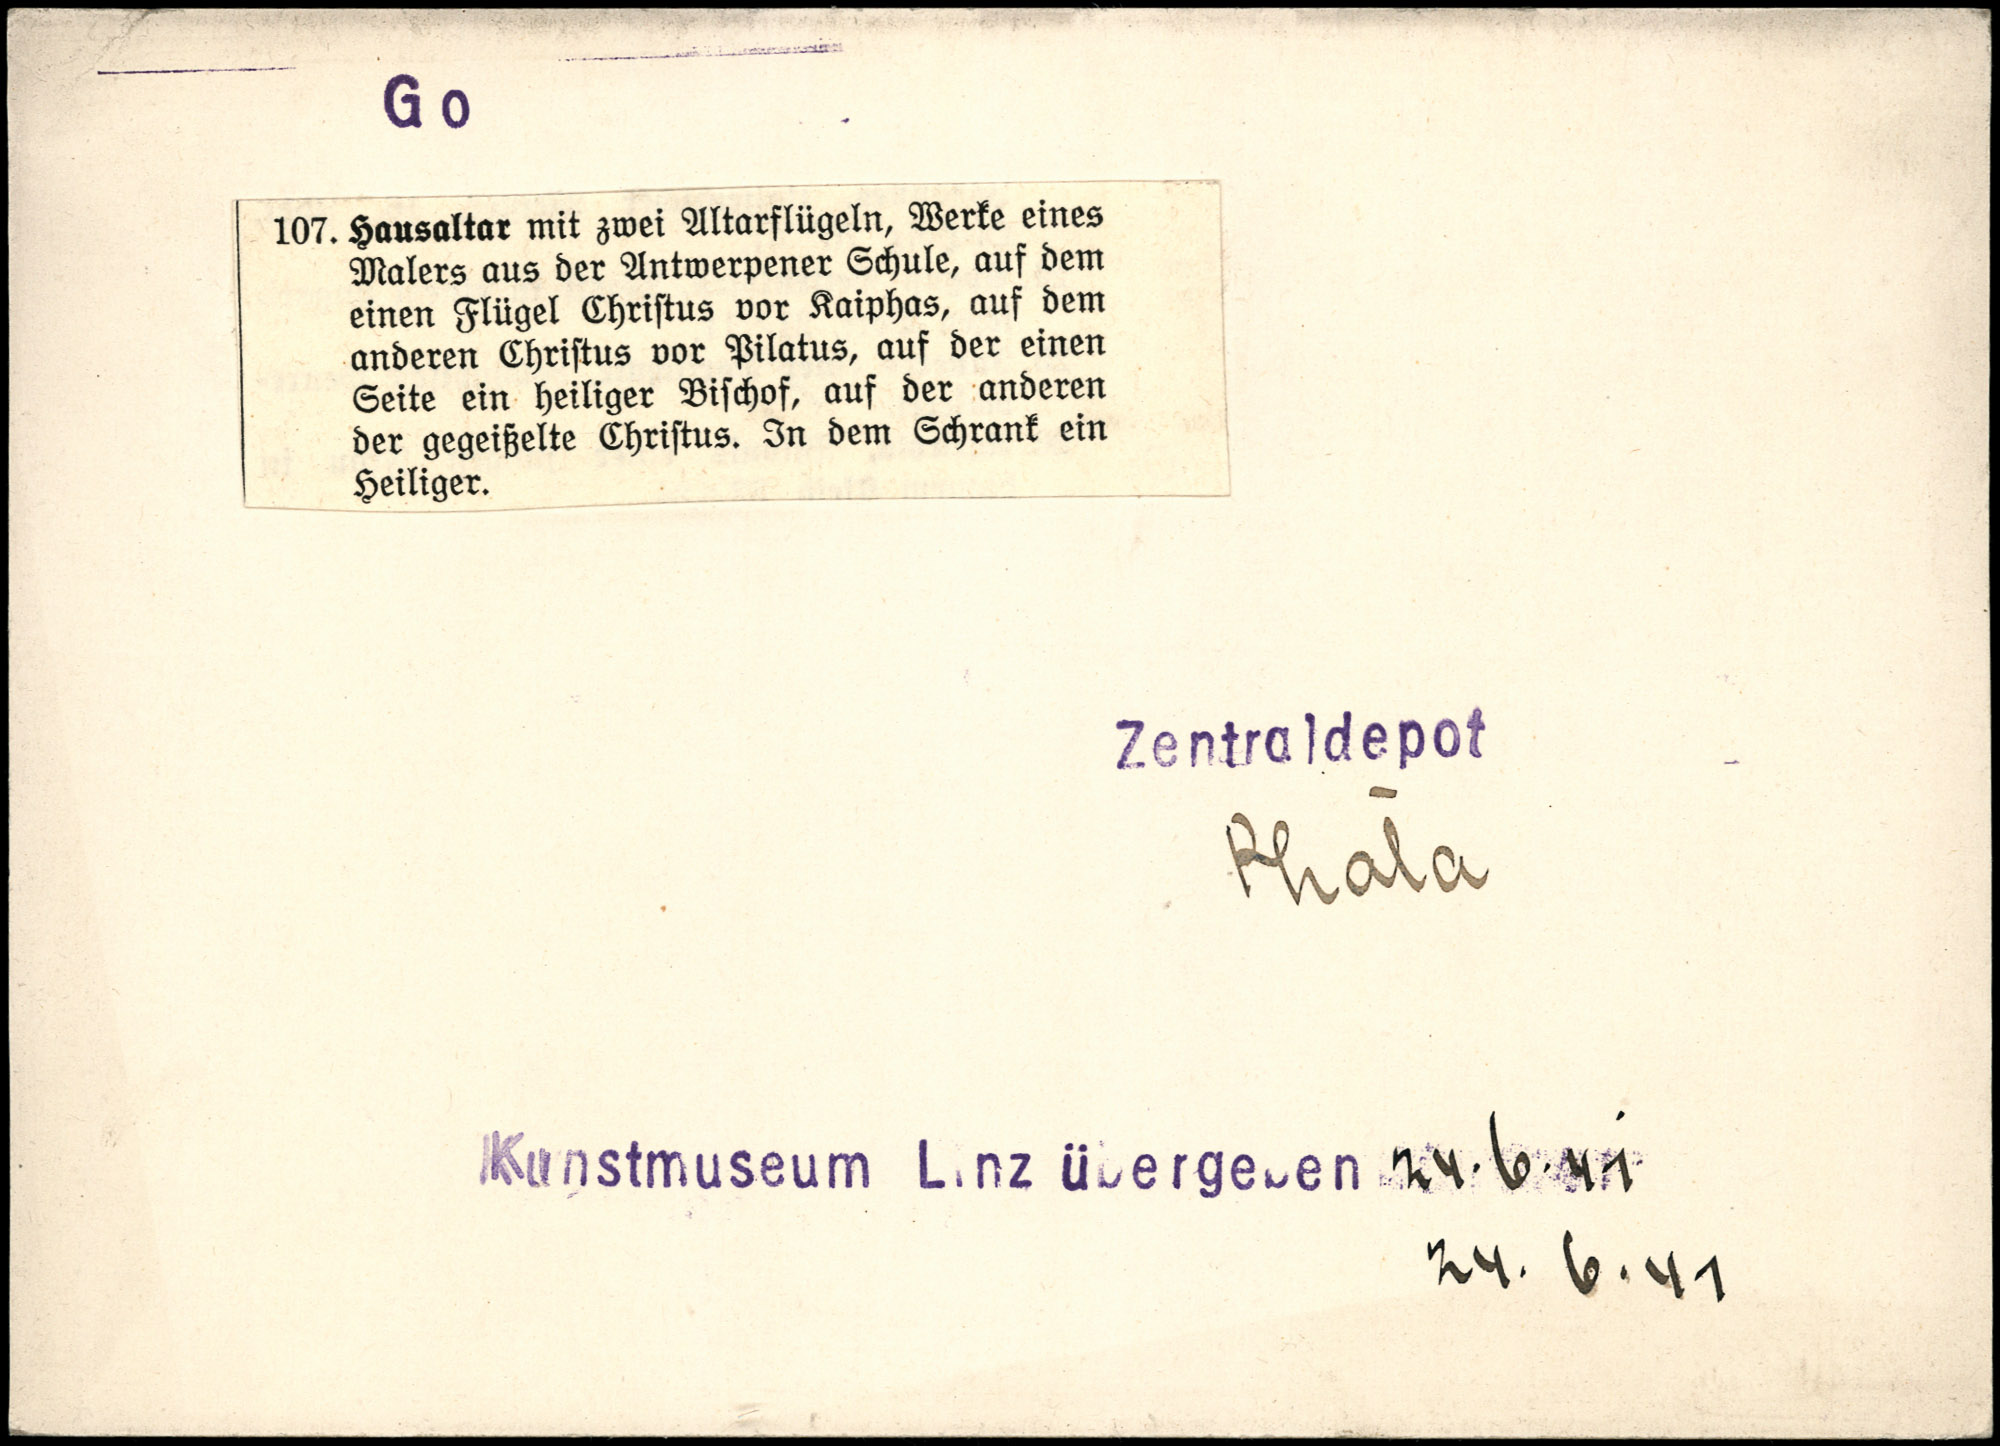 Go
107. Hausaltar mit zwei Altarflügeln, Werke eines
Malers aus der Antwerpener Schule, auf dem
einen Flügel Christus vor Kaiphas, auf dem
anderen Christus vor Pilatus, auf der einen
Seite ein heiliger Bischof, auf der anderen
der gegeißelte Christus. In dem Schrank ein
Heiliger.
Zentraldepot
Kunstmuseum Linz übergeben 24.6.41
24. 6. 41